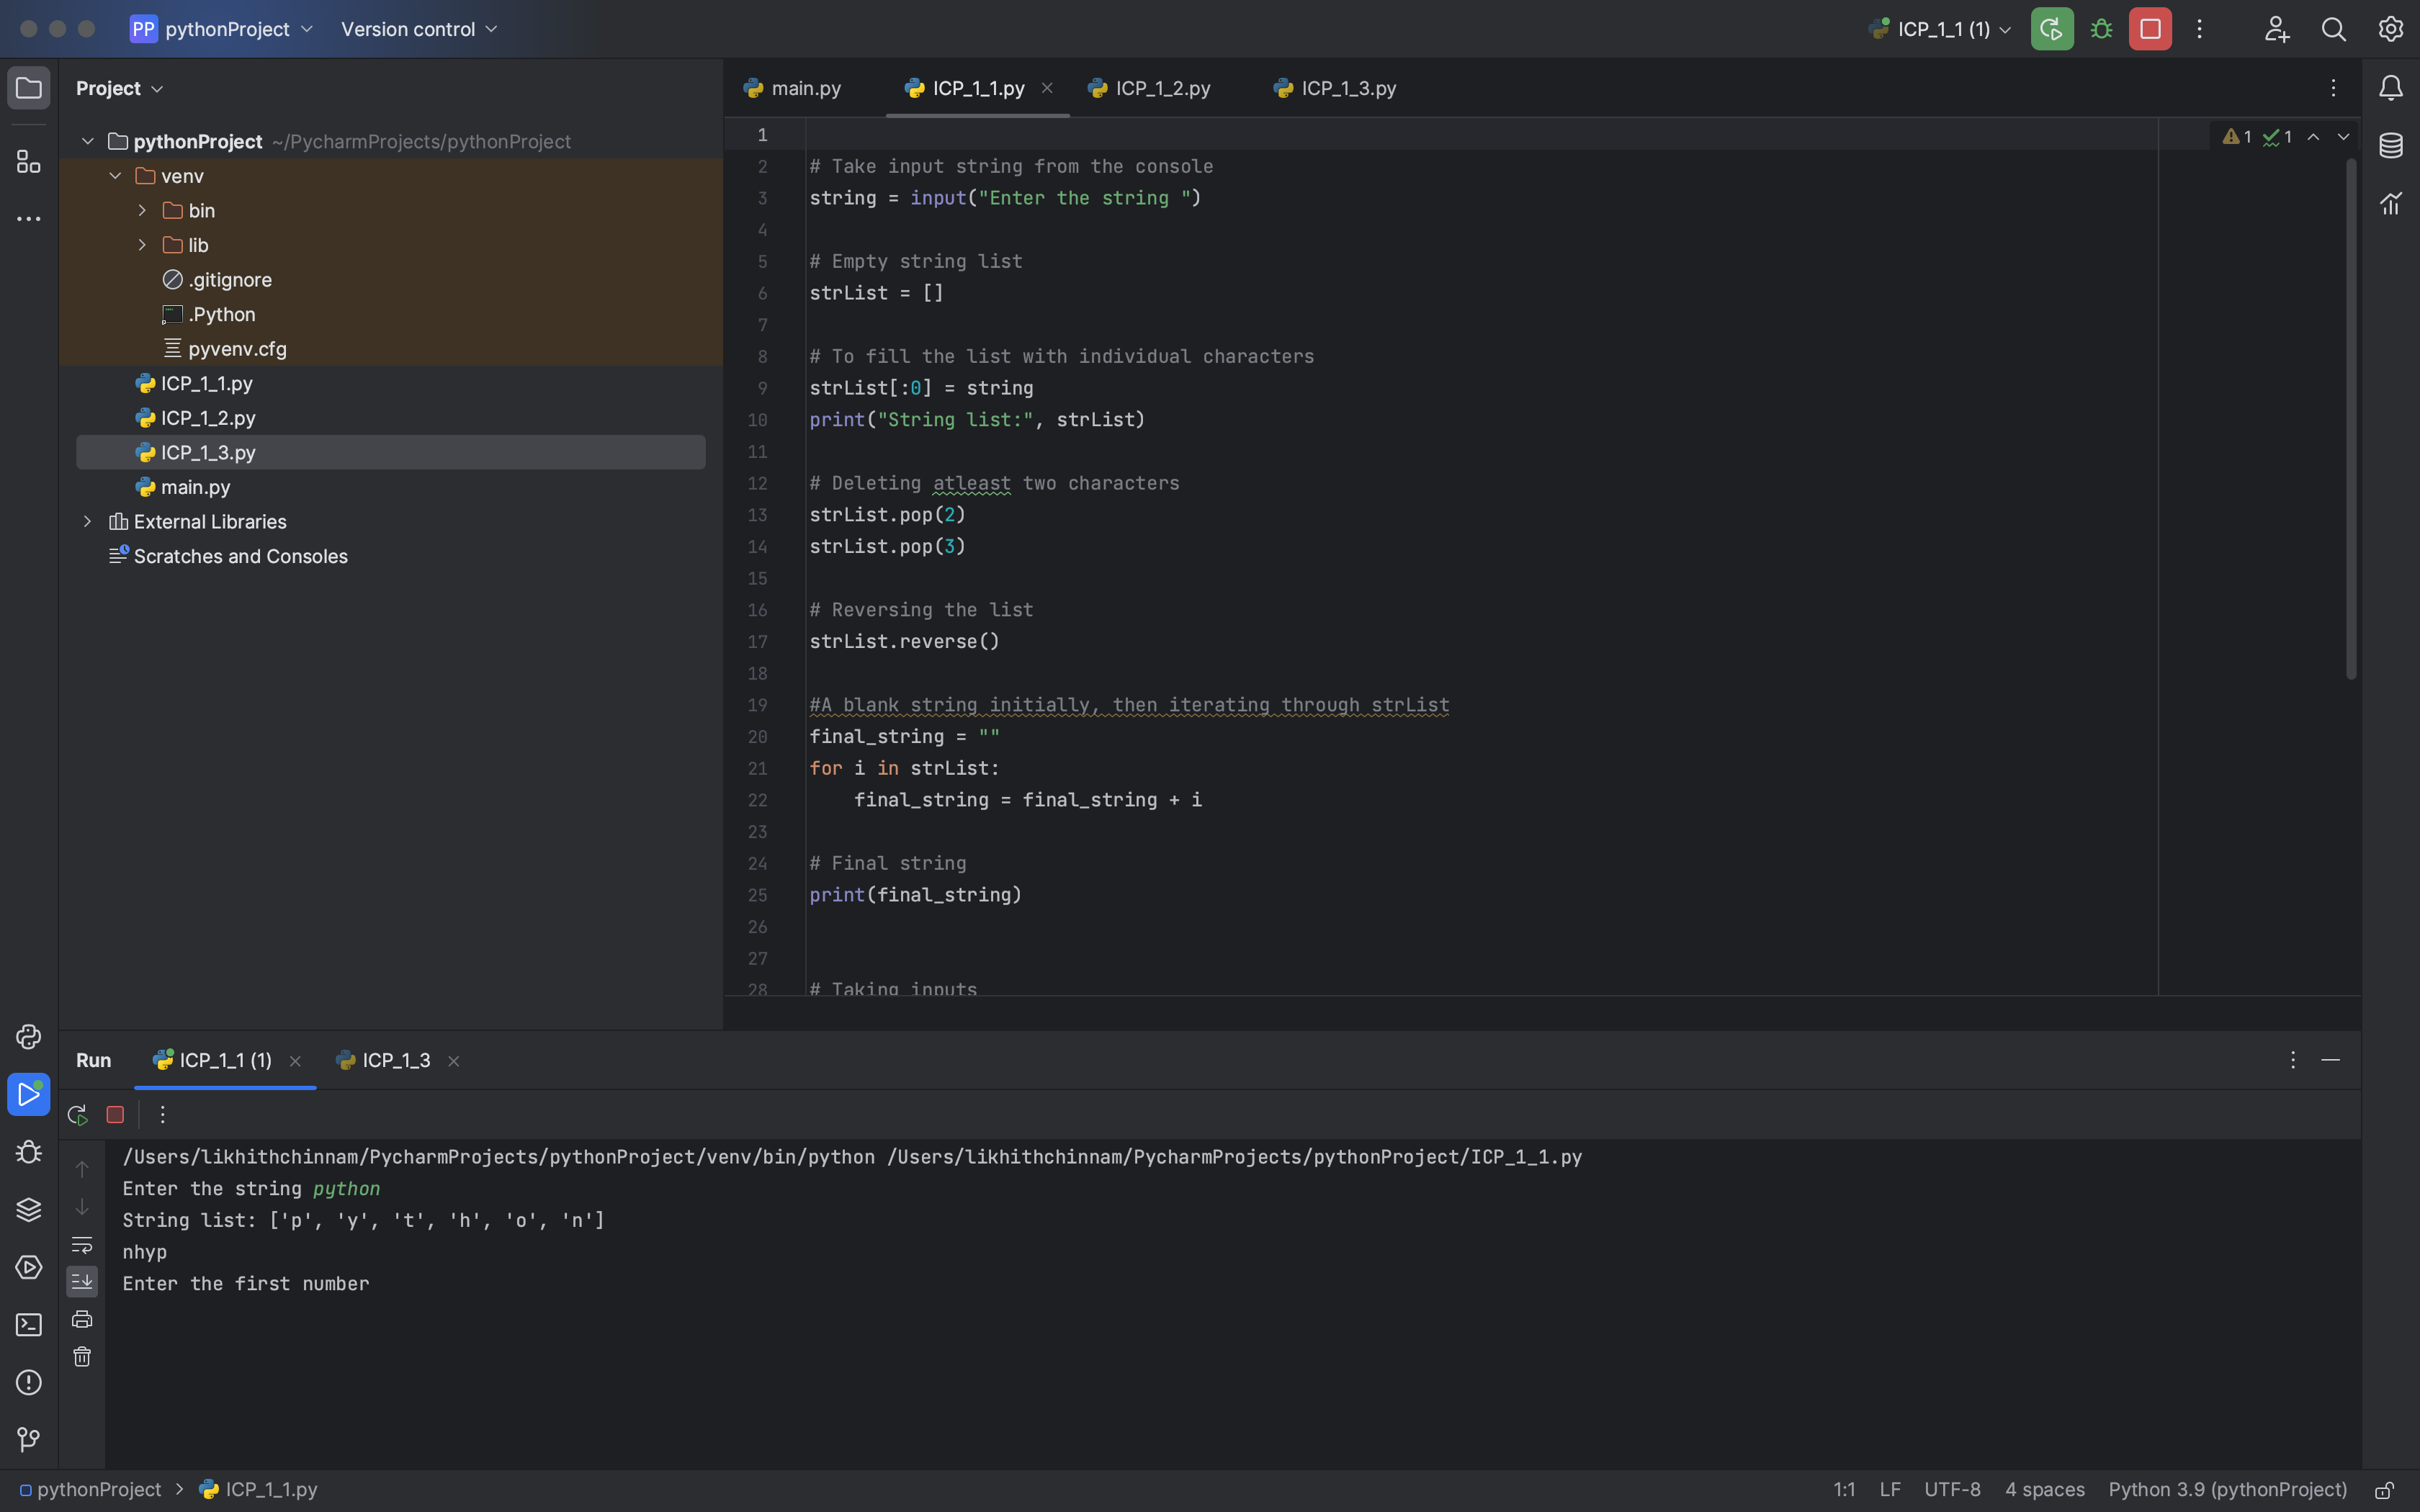 PP pythonProject Version control ICP_1_1 (1)
Project
main.py ICP_1_1.py ICP_1_2.py ICP_1_3.py
pythonProject ~/PycharmProjects/pythonProject
venv
bin
lib
.gitignore
.Python
pyvenv.cfg
ICP_1_1.py
ICP_1_2.py
ICP_1_3.py
main.py
External Libraries
Scratches and Consoles
1
1 1
2 # Take input string from the console
3 string = input("Enter the string ")
4
5 # Empty string list
6 strList = []
7
8 # To fill the list with individual characters
9 strList[:0] = string
10 print("String list:", strList)
11
12 # Deleting atleast two characters
13 strList.pop(2)
14 strList.pop(3)
15
16 # Reversing the list
17 strList.reverse()
18
19 #A blank string initially, then iterating through strList
20 final_string = ""
21 for i in strList:
22     final_string = final_string + i
23
24 # Final string
25 print(final_string)
26
27
28 # Taking inputs
Run ICP_1_1 (1) ICP_1_3
/Users/likhithchinnam/PycharmProjects/pythonProject/venv/bin/python /Users/likhithchinnam/PycharmProjects/pythonProject/ICP_1_1.py
Enter the string python
String list: ['p', 'y', 't', 'h', 'o', 'n']
nhyp
Enter the first number
pythonProject > ICP_1_1.py 1:1 LF UTF-8 4 spaces Python 3.9 (pythonProject)